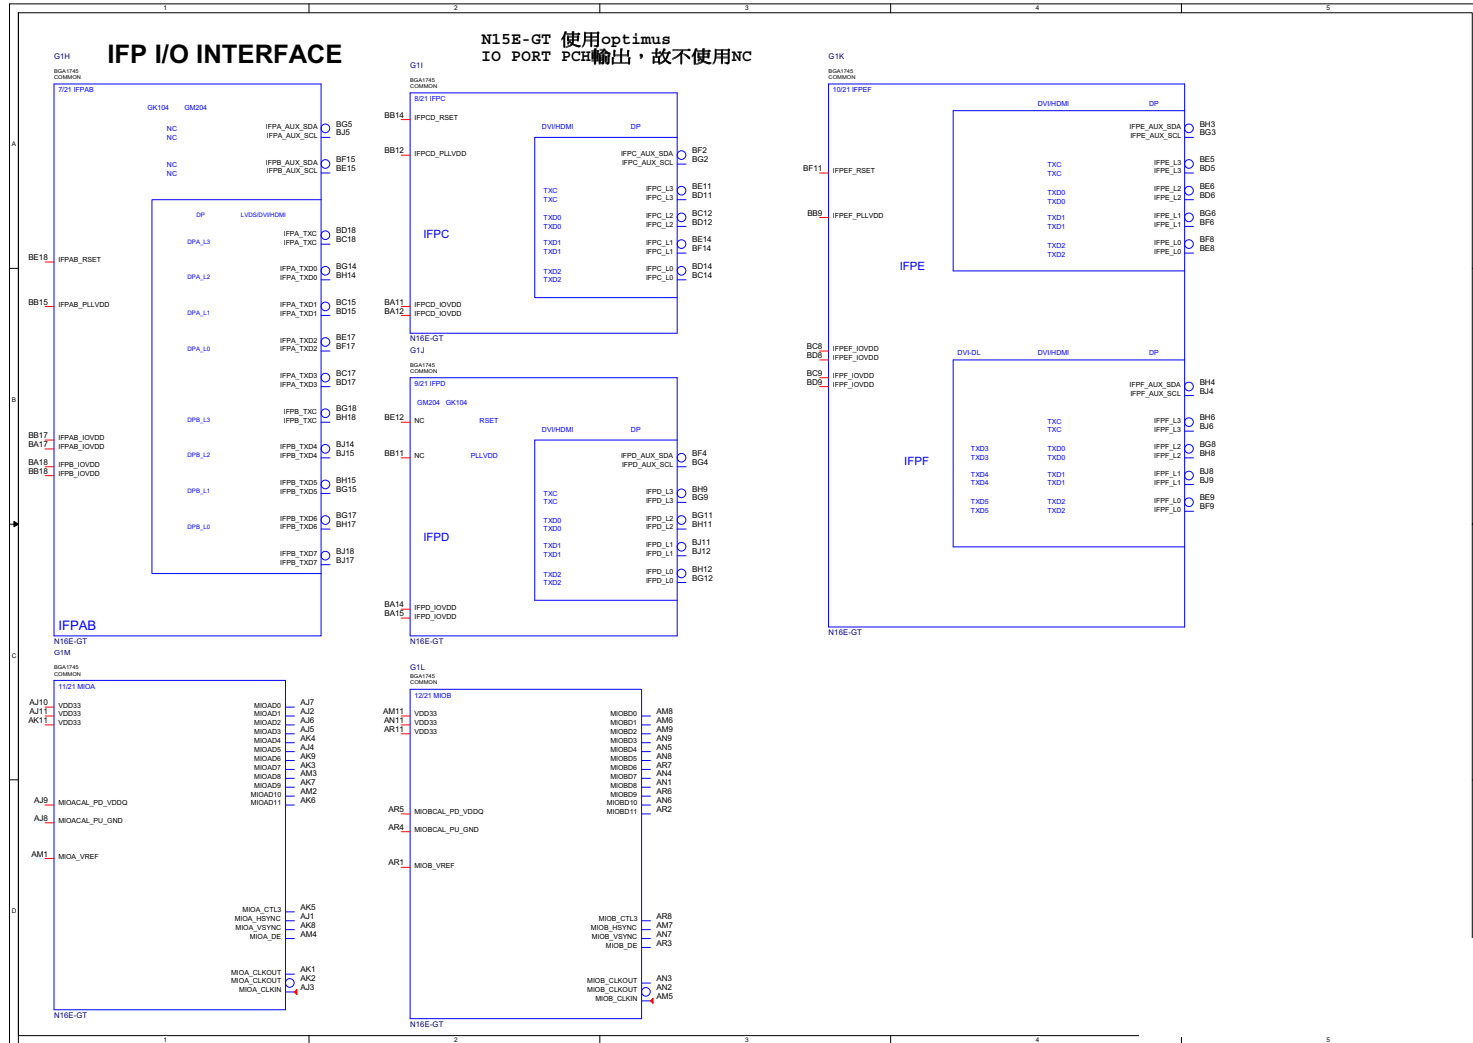 1 2 3 4 5
IFP I/O INTERFACE
N15E-GT 使用optimus
IO PORT PCH輸出，故不使用NC
A
B
C
D
G1H
BGA1745
COMMON
7/21 IFPAB
GK104 GM204
NC IFPA_AUX_SDA BG5
NC IFPA_AUX_SCL BJ5
NC IFPB_AUX_SDA BF15
NC IFPB_AUX_SCL BE15
DP LVDS/DVI/HDMI
IFPA_TXC BD18
DPA_L3 IFPA_TXC BC18
BE18 IFPAB_RSET
IFPA_TXD0 BG14
DPA_L2 IFPA_TXD0 BH14
BB15 IFPAB_PLLVDD
IFPA_TXD1 BC15
DPA_L1 IFPA_TXD1 BD15
IFPA_TXD2 BE17
DPA_L0 IFPA_TXD2 BF17
IFPA_TXD3 BC17
IFPA_TXD3 BD17
IFPB_TXC BG18
DPB_L3 IFPB_TXC BH18
BB17 IFPAB_IOVDD
BA17 IFPAB_IOVDD
IFPB_TXD4 BJ14
DPB_L2 IFPB_TXD4 BJ15
BA18 IFPB_IOVDD
BB18 IFPB_IOVDD
IFPB_TXD5 BH15
DPB_L1 IFPB_TXD5 BG15
IFPB_TXD6 BG17
DPB_L0 IFPB_TXD6 BH17
IFPB_TXD7 BJ18
IFPB_TXD7 BJ17
IFPAB
N16E-GT
G1I
BGA1745
COMMON
8/21 IFPC
BB14 IFPCD_RSET
DVI/HDMI DP
BB12 IFPCD_PLLVDD
IFPC_AUX_SDA BF2
IFPC_AUX_SCL BG2
TXC IFPC_L3 BE11
TXC IFPC_L3 BD11
TXD0 IFPC_L2 BC12
TXD0 IFPC_L2 BD12
IFPC
TXD1 IFPC_L1 BE14
TXD1 IFPC_L1 BF14
TXD2 IFPC_L0 BD14
TXD2 IFPC_L0 BC14
BA11 IFPCD_IOVDD
BA12 IFPCD_IOVDD
N16E-GT
G1J
BGA1745
COMMON
9/21 IFPD
GM204 GK104
BE12 NC RSET
DVI/HDMI DP
BB11 NC PLLVDD
IFPD_AUX_SDA BF4
IFPD_AUX_SCL BG4
TXC IFPD_L3 BH9
TXC IFPD_L3 BG9
TXD0 IFPD_L2 BG11
TXD0 IFPD_L2 BH11
IFPD
TXD1 IFPD_L1 BJ11
TXD1 IFPD_L1 BJ12
TXD2 IFPD_L0 BH12
TXD2 IFPD_L0 BG12
BA14 IFPD_IOVDD
BA15 IFPD_IOVDD
N16E-GT
G1K
BGA1745
COMMON
10/21 IFPEF
DVI/HDMI DP
IFPE_AUX_SDA BH3
IFPE_AUX_SCL BG3
BF11 IFPEF_RSET
TXC IFPE_L3 BE5
TXC IFPE_L3 BD5
TXD0 IFPE_L2 BE6
TXD0 IFPE_L2 BD6
BB9 IFPEF_PLLVDD
TXD1 IFPE_L1 BG6
TXD1 IFPE_L1 BF6
TXD2 IFPE_L0 BF8
TXD2 IFPE_L0 BE8
IFPE
BC8 IFPEF_IOVDD
BD8 IFPEF_IOVDD
BC9 IFPF_IOVDD
BD9 IFPF_IOVDD
DVI-DL DVI/HDMI DP
IFPF_AUX_SDA BH4
IFPF_AUX_SCL BJ4
TXC IFPF_L3 BH6
TXC IFPF_L3 BJ6
TXD3 TXD0 IFPF_L2 BG8
TXD3 TXD0 IFPF_L2 BH8
IFPF
TXD4 TXD1 IFPF_L1 BJ8
TXD4 TXD1 IFPF_L1 BJ9
TXD5 TXD2 IFPF_L0 BE9
TXD5 TXD2 IFPF_L0 BF9
N16E-GT
G1M
BGA1745
COMMON
11/21 MIOA
AJ10 VDD33
AJ11 VDD33
AK11 VDD33
MIOAD0 AJ7
MIOAD1 AJ2
MIOAD2 AJ6
MIOAD3 AJ5
MIOAD4 AK4
MIOAD5 AJ4
MIOAD6 AK9
MIOAD7 AK3
MIOAD8 AM3
MIOAD9 AK7
MIOAD10 AM2
MIOAD11 AK6
AJ9 MIOACAL_PD_VDDQ
AJ8 MIOACAL_PU_GND
AM1 MIOA_VREF
MIOA_CTL3 AK5
MIOA_HSYNC AJ1
MIOA_VSYNC AK8
MIOA_DE AM4
MIOA_CLKOUT AK1
MIOA_CLKOUT AK2
MIOA_CLKIN AJ3
N16E-GT
G1L
BGA1745
COMMON
12/21 MIOB
AM11 VDD33
AN11 VDD33
AR11 VDD33
MIOBD0 AM8
MIOBD1 AM6
MIOBD2 AM9
MIOBD3 AN9
MIOBD4 AN5
MIOBD5 AN8
MIOBD6 AR7
MIOBD7 AN4
MIOBD8 AN1
MIOBD9 AR6
MIOBD10 AN6
MIOBD11 AR2
AR5 MIOBCAL_PD_VDDQ
AR4 MIOBCAL_PU_GND
AR1 MIOB_VREF
MIOB_CTL3 AR8
MIOB_HSYNC AM7
MIOB_VSYNC AN7
MIOB_DE AR3
MIOB_CLKOUT AN3
MIOB_CLKOUT AN2
MIOB_CLKIN AM5
N16E-GT
1 2 3 4 5